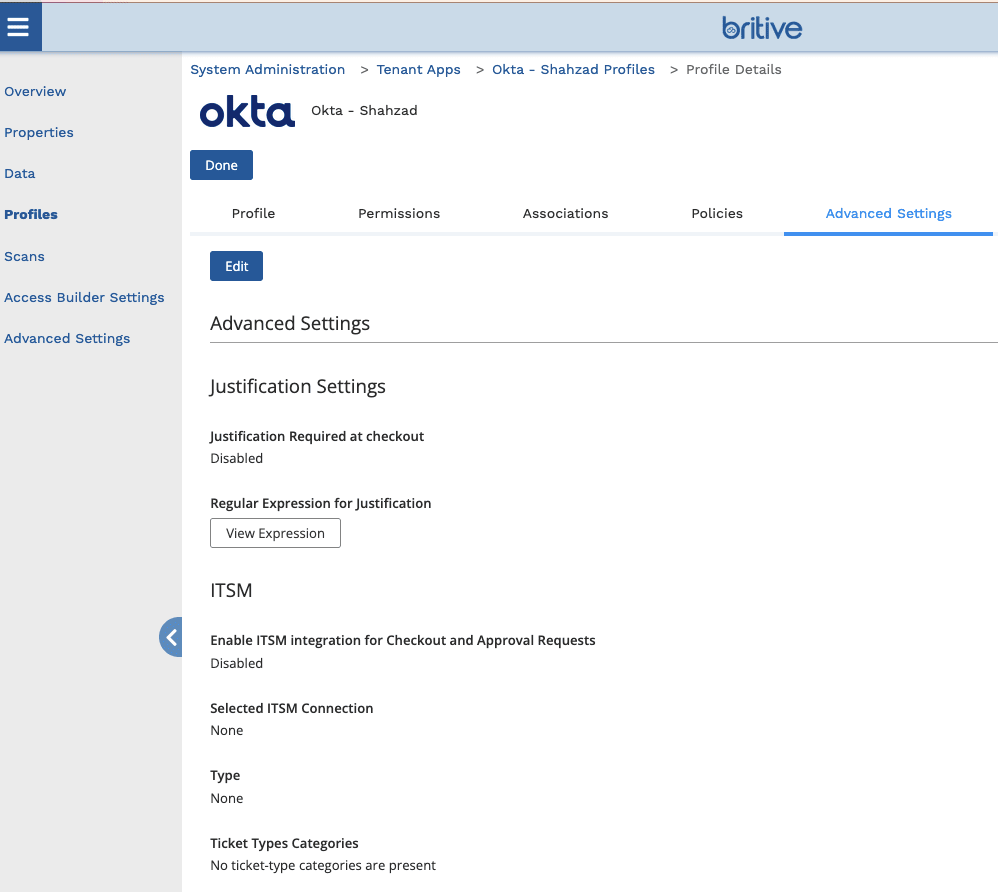 britive
System Administration > Tenant Apps > Okta - Shahzad Profiles > Profile Details
Overview
Properties
Data
Profiles
Scans
Access Builder Settings
Advanced Settings
okta Okta - Shahzad
Done
Profile Permissions Associations Policies Advanced Settings
Edit
Advanced Settings
Justification Settings
Justification Required at checkout
Disabled
Regular Expression for Justification
View Expression
ITSM
Enable ITSM integration for Checkout and Approval Requests
Disabled
Selected ITSM Connection
None
Type
None
Ticket Types Categories
No ticket-type categories are present